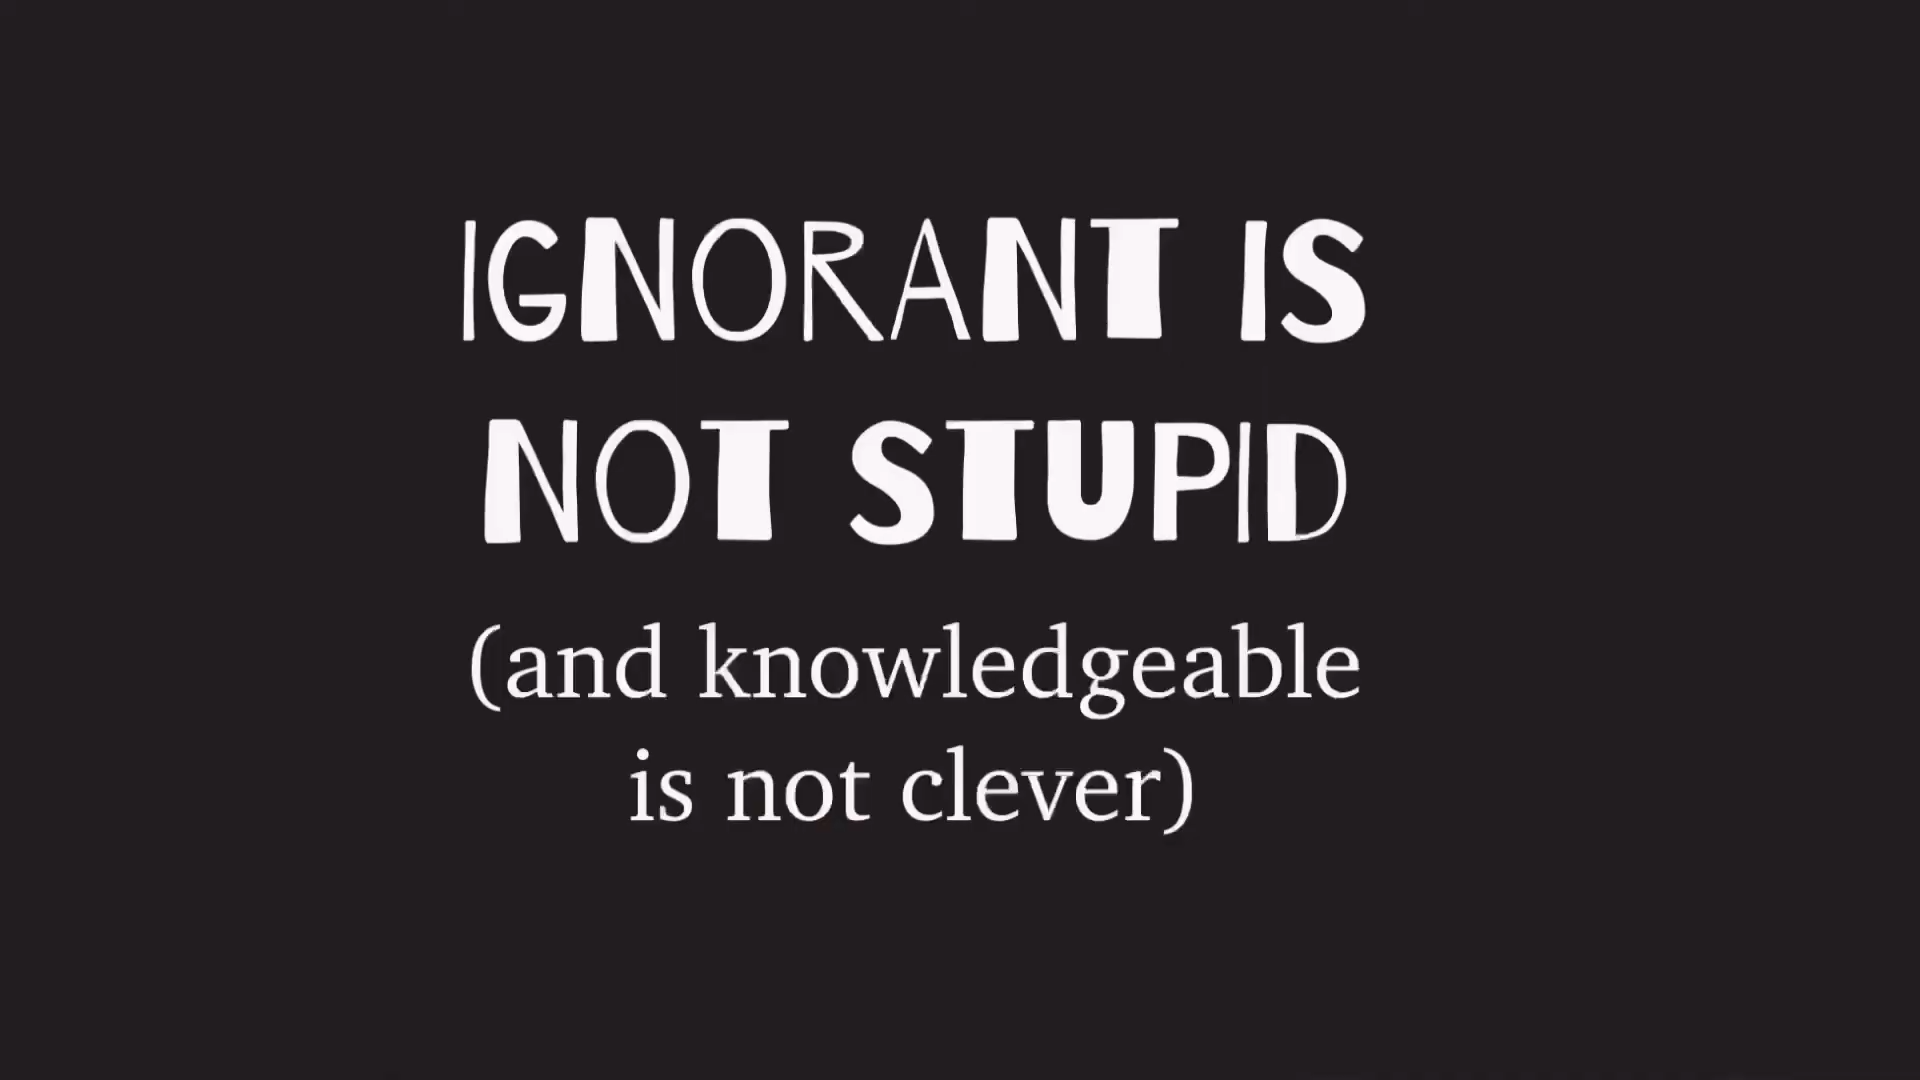 IGNORANT IS
NOT STUPID
(and knowledgeable
is not clever)